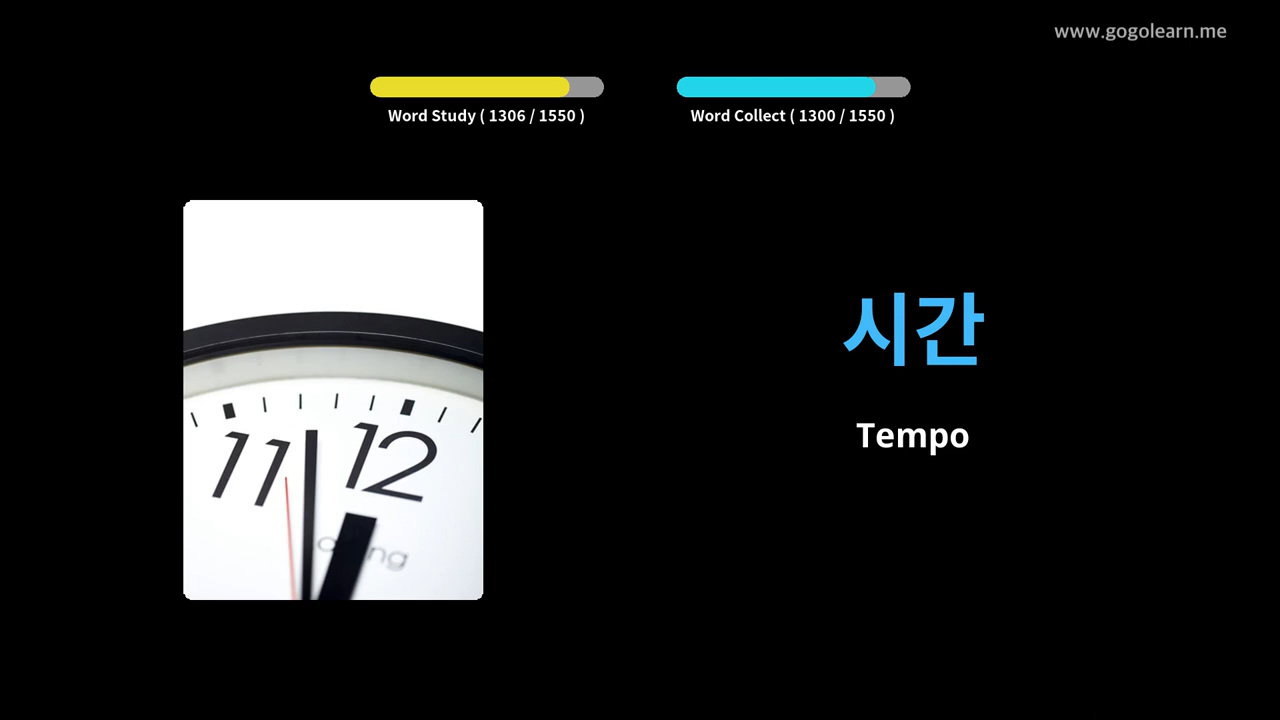 www.gogolearn.me
Word Study ( 1306 / 1550 )
Word Collect ( 1300 / 1550 )
11
12
시간
Tempo